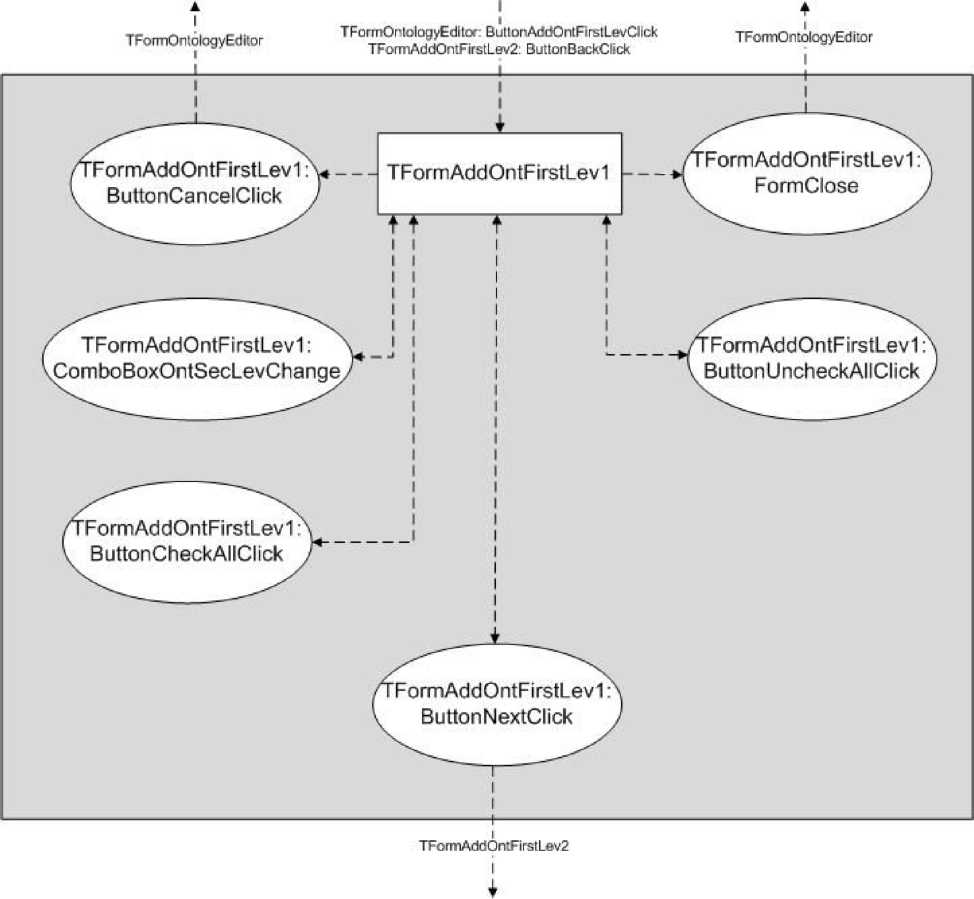 TFormOntologyEditor
TFormOntologyEditor: ButtonAddOntFirstLevClick
TFormAddOntFirstLev2: ButtonBackClick
TFormOntologyEditor
TFormAddOntFirstLev1:
ButtonCancelClick
TFormAddOntFirstLev1
TFormAddOntFirstLev1:
FormClose
TFormAddOntFirstLev1:
ComboBoxOntSecLevChange
TFormAddOntFirstLev1:
ButtonUncheckAllClick
TFormAddOntFirstLev1:
ButtonCheckAllClick
TFormAddOntFirstLev1:
ButtonNextClick
TFormAddOntFirstLev2